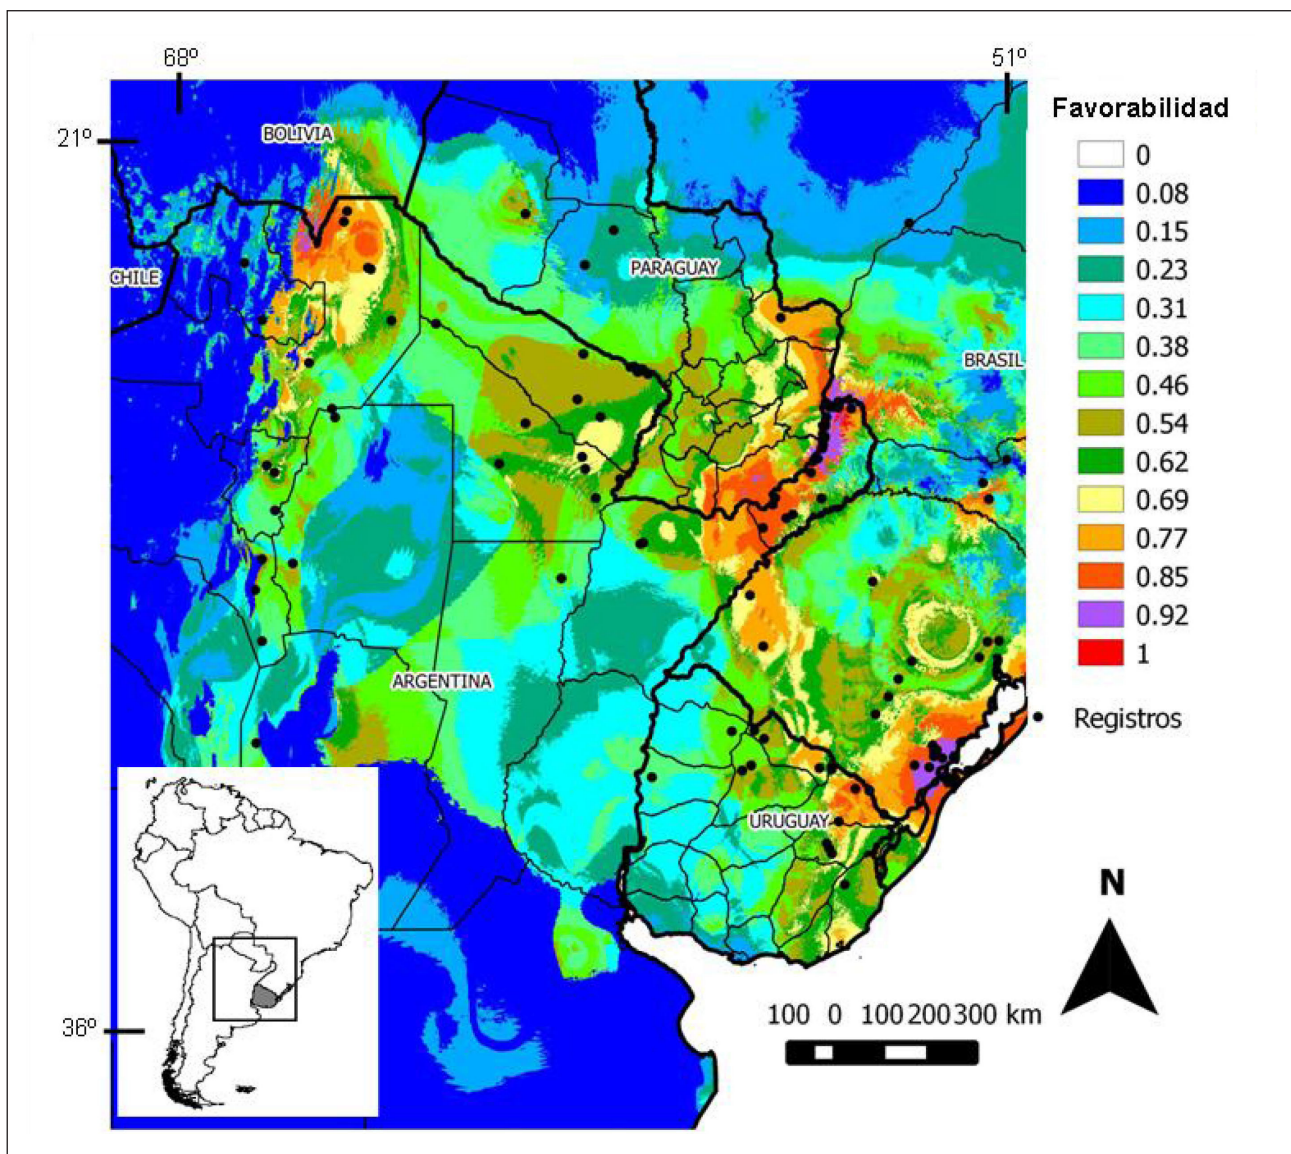 68º
51º
21º
36º
BOLIVIA
CHILE
PARAGUAY
BRASIL
ARGENTINA
URUGUAY
Favorabilidad
0
0.08
0.15
0.23
0.31
0.38
0.46
0.54
0.62
0.69
0.77
0.85
0.92
1
Registros
N
100 0 100 200 300 km